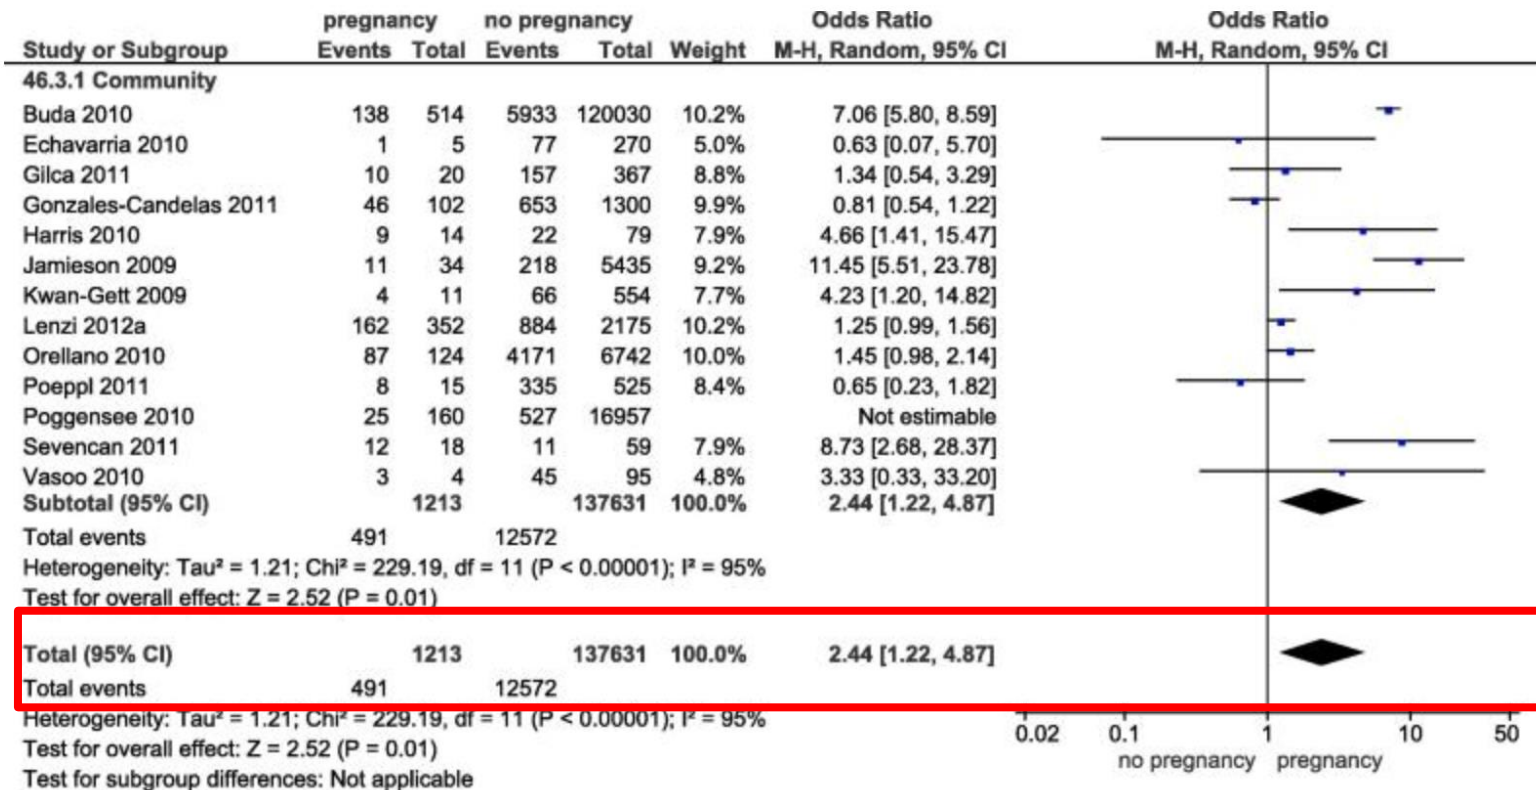 pregnancy no pregnancy Odds Ratio Odds Ratio
Study or Subgroup Events Total Events Total Weight M-H, Random, 95% CI M-H, Random, 95% CI
46.3.1 Community
Buda 2010 138 514 5933 120030 10.2% 7.06 [5.80, 8.59]
Echavarria 2010 1 5 77 270 5.0% 0.63 [0.07, 5.70]
Gilca 2011 10 20 157 367 8.8% 1.34 [0.54, 3.29]
Gonzales-Candelas 2011 46 102 653 1300 9.9% 0.81 [0.54, 1.22]
Harris 2010 9 14 22 79 7.9% 4.66 [1.41, 15.47]
Jamieson 2009 11 34 218 5435 9.2% 11.45 [5.51, 23.78]
Kwan-Gett 2009 4 11 66 554 7.7% 4.23 [1.20, 14.82]
Lenzi 2012a 162 352 884 2175 10.2% 1.25 [0.99, 1.56]
Orellano 2010 87 124 4171 6742 10.0% 1.45 [0.98, 2.14]
Poeppl 2011 8 15 335 525 8.4% 0.65 [0.23, 1.82]
Poggensee 2010 25 160 527 16957 Not estimable
Sevencan 2011 12 18 11 59 7.9% 8.73 [2.68, 28.37]
Vasoo 2010 3 4 45 95 4.8% 3.33 [0.33, 33.20]
Subtotal (95% CI) 1213 137631 100.0% 2.44 [1.22, 4.87]
Total events 491 12572
Heterogeneity: Tau² = 1.21; Chi² = 229.19, df = 11 (P < 0.00001); I² = 95%
Test for overall effect: Z = 2.52 (P = 0.01)
Total (95% CI) 1213 137631 100.0% 2.44 [1.22, 4.87]
Total events 491 12572
Heterogeneity: Tau² = 1.21; Chi² = 229.19, df = 11 (P < 0.00001); I² = 95%
0.02 0.1 1 10 50
Test for overall effect: Z = 2.52 (P = 0.01)
no pregnancy pregnancy
Test for subgroup differences: Not applicable